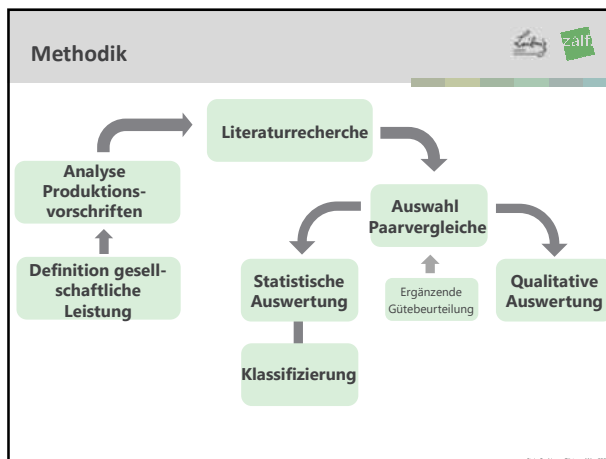 Methodik
Leibniz
zalf
Literaturrecherche
Analyse
Produktions-
vorschriften
Auswahl
Paarvergleiche
Definition gesell-
schaftliche
Leistung
Statistische
Auswertung
Ergänzende
Gütebeurteilung
Qualitative
Auswertung
Klassifizierung